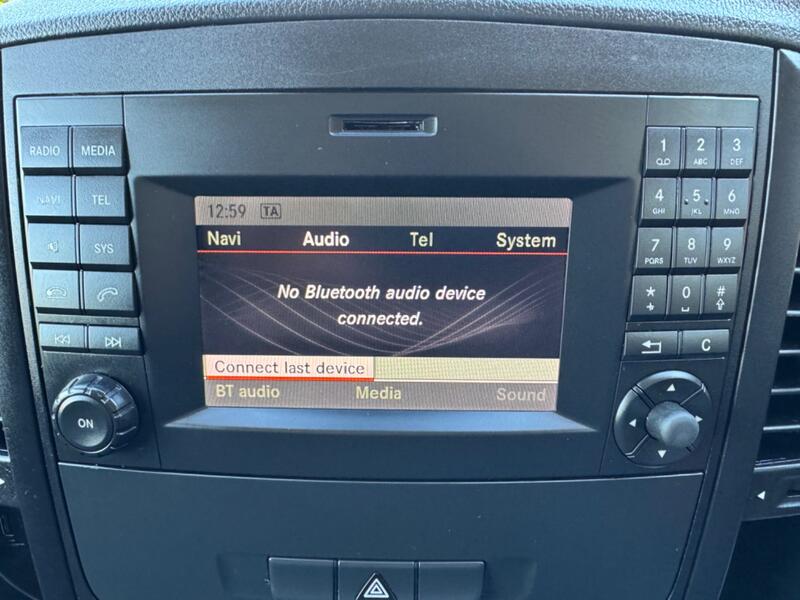 RADIO MEDIA
NAVI TEL
SYS
ON
12:59 TA
Navi Audio Tel System
No Bluetooth audio device
connected.
Connect last device
BT audio Media Sound
1 2 3
ABC DEF
4 5 6
GHI JKL MNO
7 8 9
PQRS TUV WXYZ
* 0 #
+
C